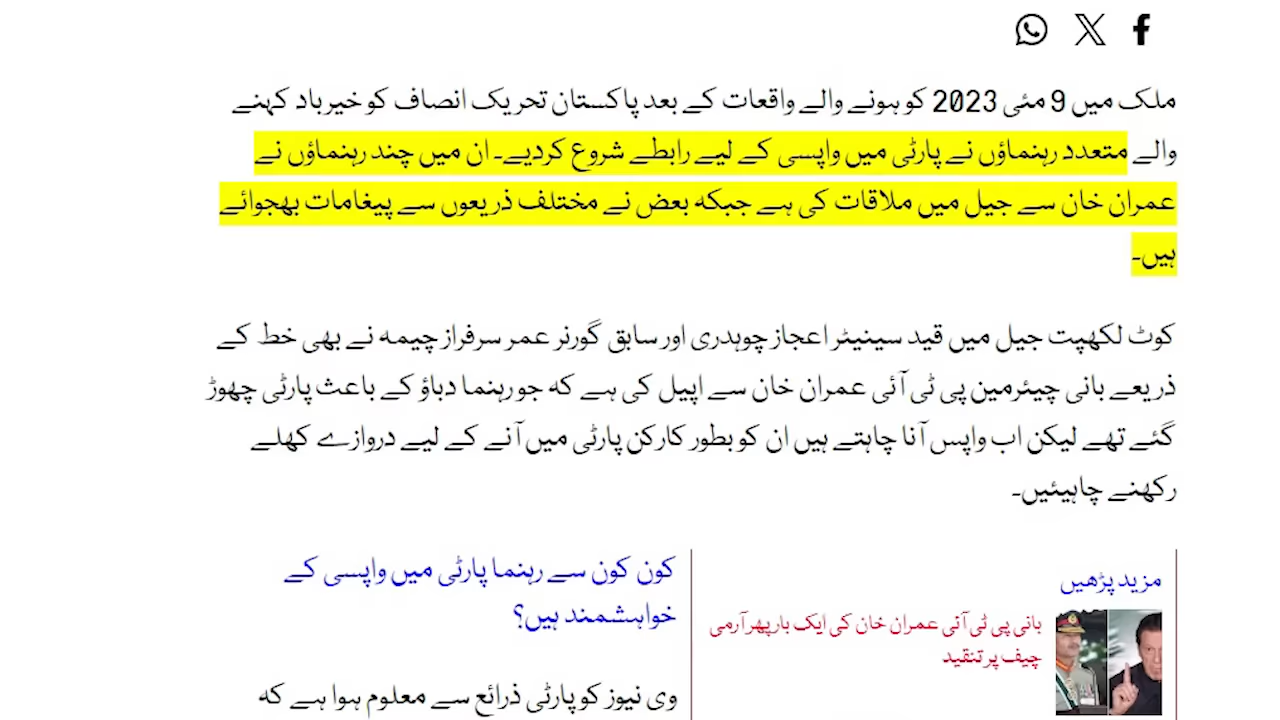 ملک میں 9 مئی 2023 کو ہونے والے واقعات کے بعد پاکستان تحریک انصاف کو خیرباد کہنے
والے متعدد رہنماؤں نے پارٹی میں واپسی کے لیے رابطے شروع کردیے۔ ان میں چند رہنماؤں نے
عمران خان سے جیل میں ملاقات کی ہے جبکہ بعض نے مختلف ذریعوں سے پیغامات بھجوائے
ہیں۔
کوٹ لکھپت جیل میں قید سینیٹر اعجاز چوہدری اور سابق گورنر عمر سرفراز چیمہ نے بھی خط کے
ذریعے بانی چیئرمین پی ٹی آئی عمران خان سے اپیل کی ہے کہ جو رہنما دباؤ کے باعث پارٹی چھوڑ
گئے تھے لیکن اب واپس آنا چاہتے ہیں ان کو بطور کارکن پارٹی میں آنے کے لیے دروازے کھلے
رکھنے چاہیئیں۔
مزید پڑھیں
بانی پی ٹی آئی عمران خان کی ایک بار پھر آرمی
چیف پر تنقید
کون کون سے رہنما پارٹی میں واپسی کے
خواہشمند ہیں؟
وی نیوز کو پارٹی ذرائع سے معلوم ہوا ہے کہ